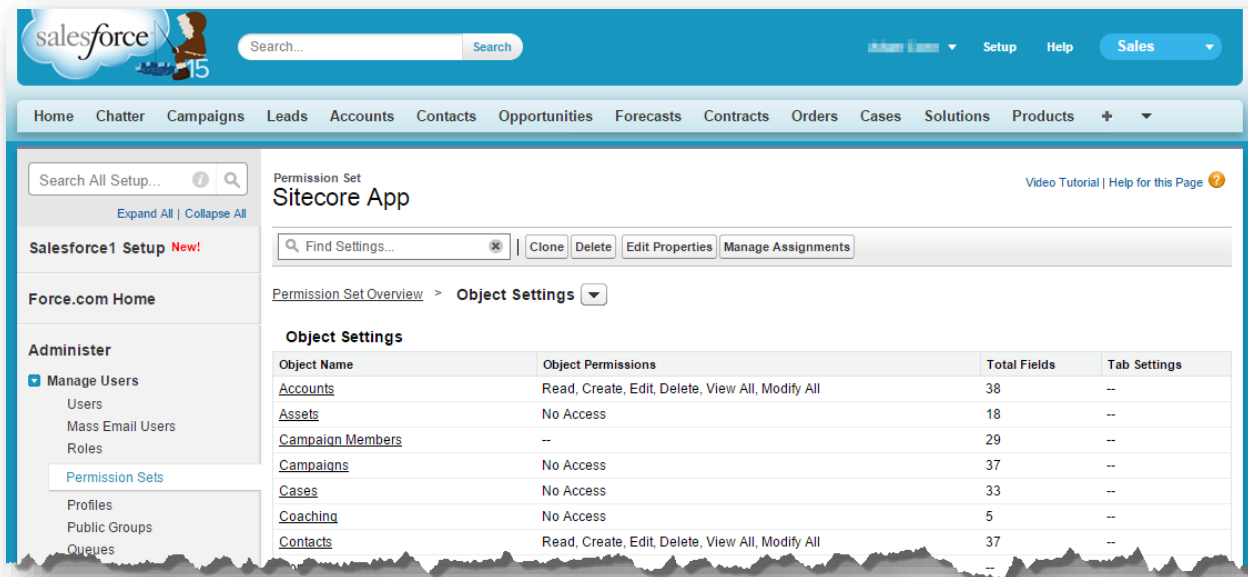 salesforce
15
Search...
Search
Setup
Help
Sales
Home Chatter Campaigns Leads Accounts Contacts Opportunities Forecasts Contracts Orders Cases Solutions Products +
Search All Setup...
Expand All | Collapse All
Salesforce1 Setup New!
Force.com Home
Administer
Manage Users
Users
Mass Email Users
Roles
Permission Sets
Profiles
Public Groups
Queues
Permission Set
Sitecore App
Video Tutorial | Help for this Page ?
Find Settings...
| Clone Delete Edit Properties Manage Assignments
Permission Set Overview > Object Settings
Object Settings
Object Name Object Permissions Total Fields Tab Settings
Accounts Read, Create, Edit, Delete, View All, Modify All 38 --
Assets No Access 18 --
Campaign Members -- 29 --
Campaigns No Access 37 --
Cases No Access 33 --
Coaching No Access 5 --
Contacts Read, Create, Edit, Delete, View All, Modify All 37 --